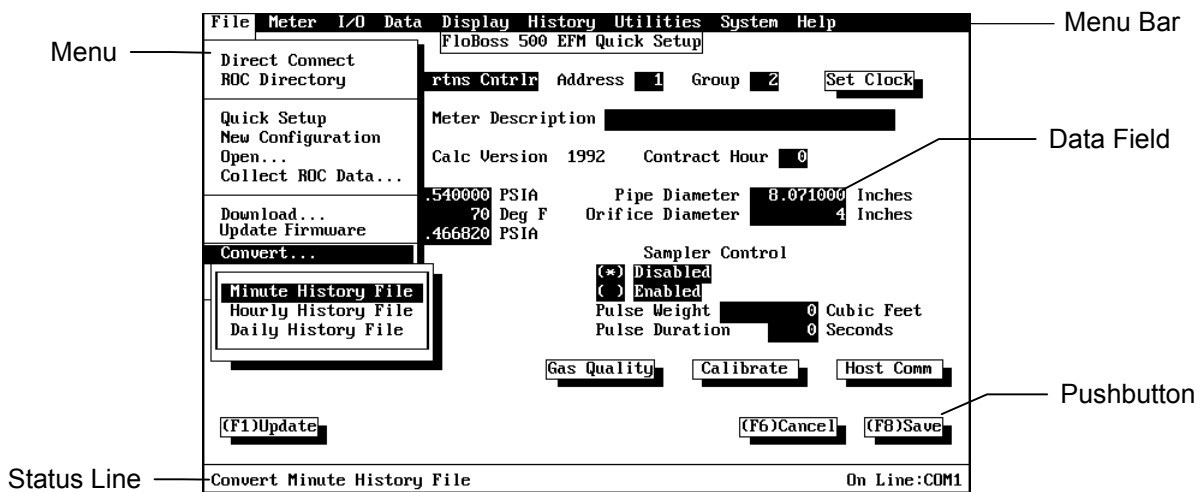 File Meter I/O Data Display History Utilities System Help
Menu Bar
Menu
FloBoss 500 EFM Quick Setup
Direct Connect
ROC Directory
rtns Cntrlr Address 1 Group 2 Set Clock
Quick Setup
Meter Description
New Configuration
Data Field
Open...
Calc Version 1992 Contract Hour 0
Collect ROC Data...
.540000 PSIA Pipe Diameter 8.071000 Inches
Download...
70 Deg F Orifice Diameter 4 Inches
Update Firmware
.466820 PSIA
Convert...
Sampler Control
(*) Disabled
Minute History File
( ) Enabled
Hourly History File
Pulse Weight 0 Cubic Feet
Daily History File
Pulse Duration 0 Seconds
Gas Quality Calibrate Host Comm
Pushbutton
(F1)Update (F6)Cancel (F8)Save
Status Line
Convert Minute History File On Line:COM1